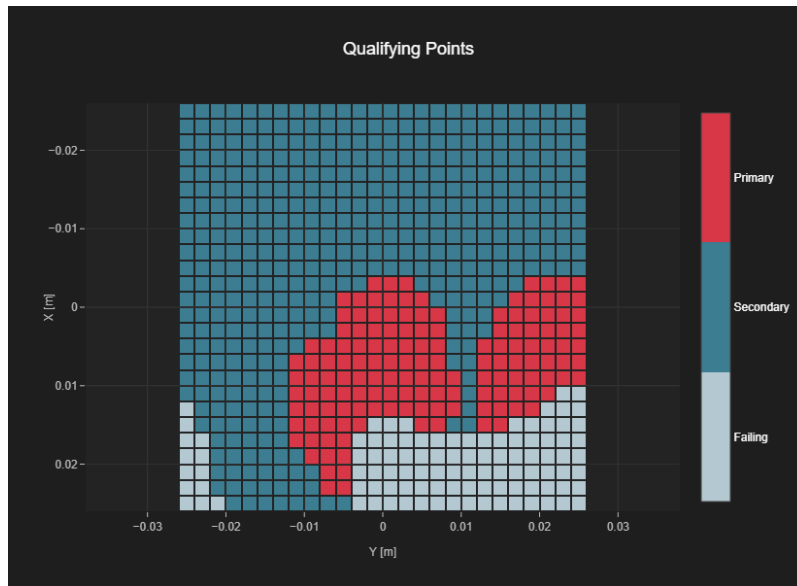 Qualifying Points
−0.02
−0.01
0
0.01
0.02
X [m]
−0.03
−0.02
−0.01
0
0.01
0.02
0.03
Y [m]
Primary
Secondary
Failing